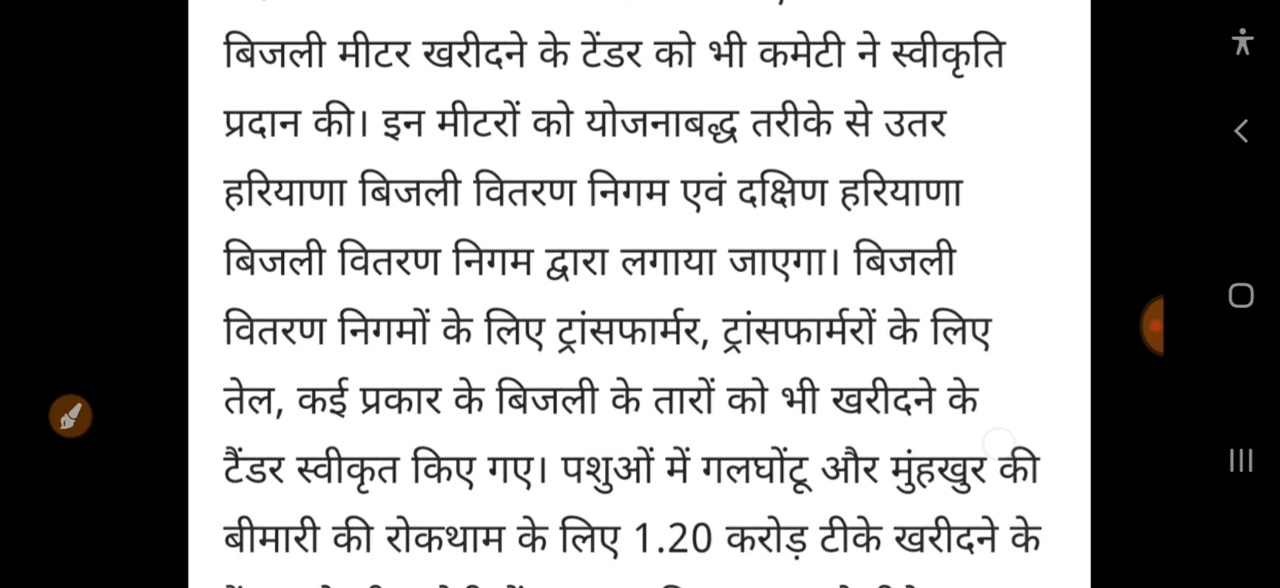 बिजली मीटर खरीदने के टेंडर को भी कमेटी ने स्वीकृति
प्रदान की। इन मीटरों को योजनाबद्ध तरीके से उतर
हरियाणा बिजली वितरण निगम एवं दक्षिण हरियाणा
बिजली वितरण निगम द्वारा लगाया जाएगा। बिजली
वितरण निगमों के लिए ट्रांसफार्मर, ट्रांसफार्मरों के लिए
तेल, कई प्रकार के बिजली के तारों को भी खरीदने के
टैंडर स्वीकृत किए गए। पशुओं में गलघोंटू और मुंहखुर की
बीमारी की रोकथाम के लिए 1.20 करोड़ टीके खरीदने के